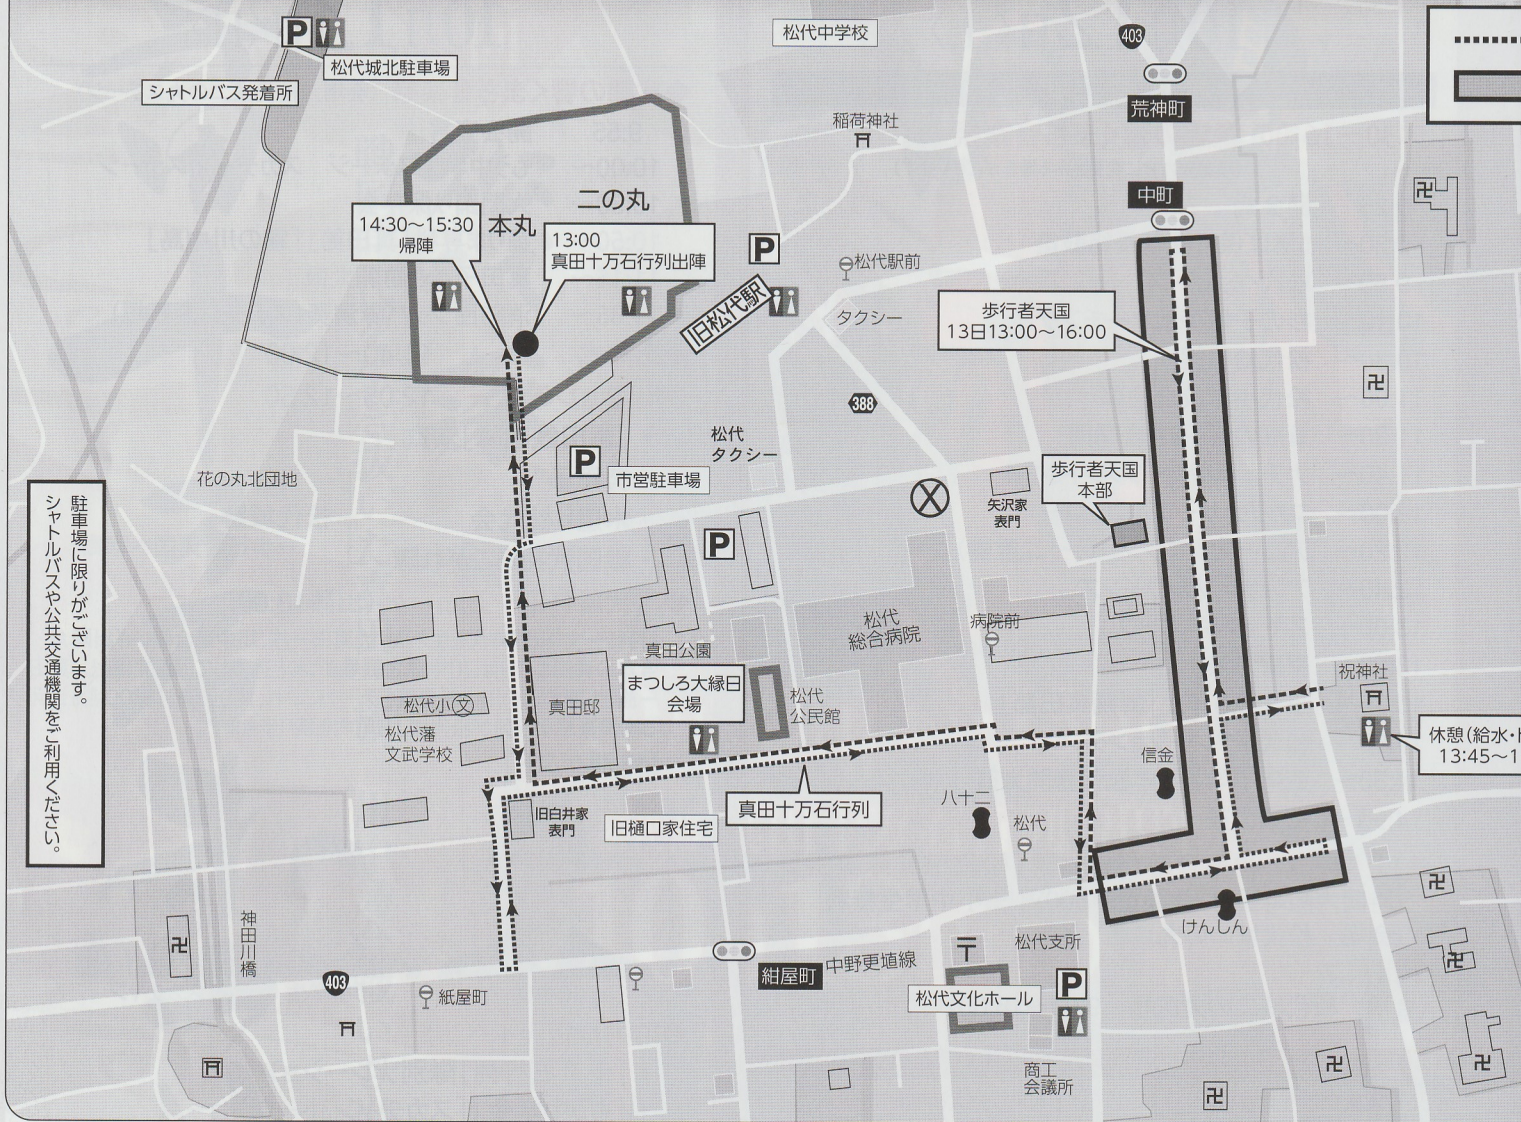 松代中学校
403
荒神町
松代城北駐車場
シャトルバス発着所
稲荷神社
中町
二の丸
本丸
14:30〜15:30
帰陣
13:00
真田十万石行列出陣
P
P
旧松代駅
松代駅前
タクシー
歩行者天国
13日13:00〜16:00
388
松代
タクシー
花の丸北団地
P
市営駐車場
歩行者天国
本部
矢沢家
表門
P
駐車場に限りがございます。
シャトルバスや公共交通機関をご利用ください。
松代
総合病院
病院前
真田公園
まつしろ大縁日
会場
松代
公民館
真田邸
松代小文
松代藩
文武学校
祝神社
休憩(給水・
13:45〜1
信金
八十二
松代
真田十万石行列
旧白井家
表門
旧樋口家住宅
けんしん
神田川橋
403
紙屋町
紺屋町
中野更埴線
〒
松代支所
松代文化ホール
P
商工
会議所